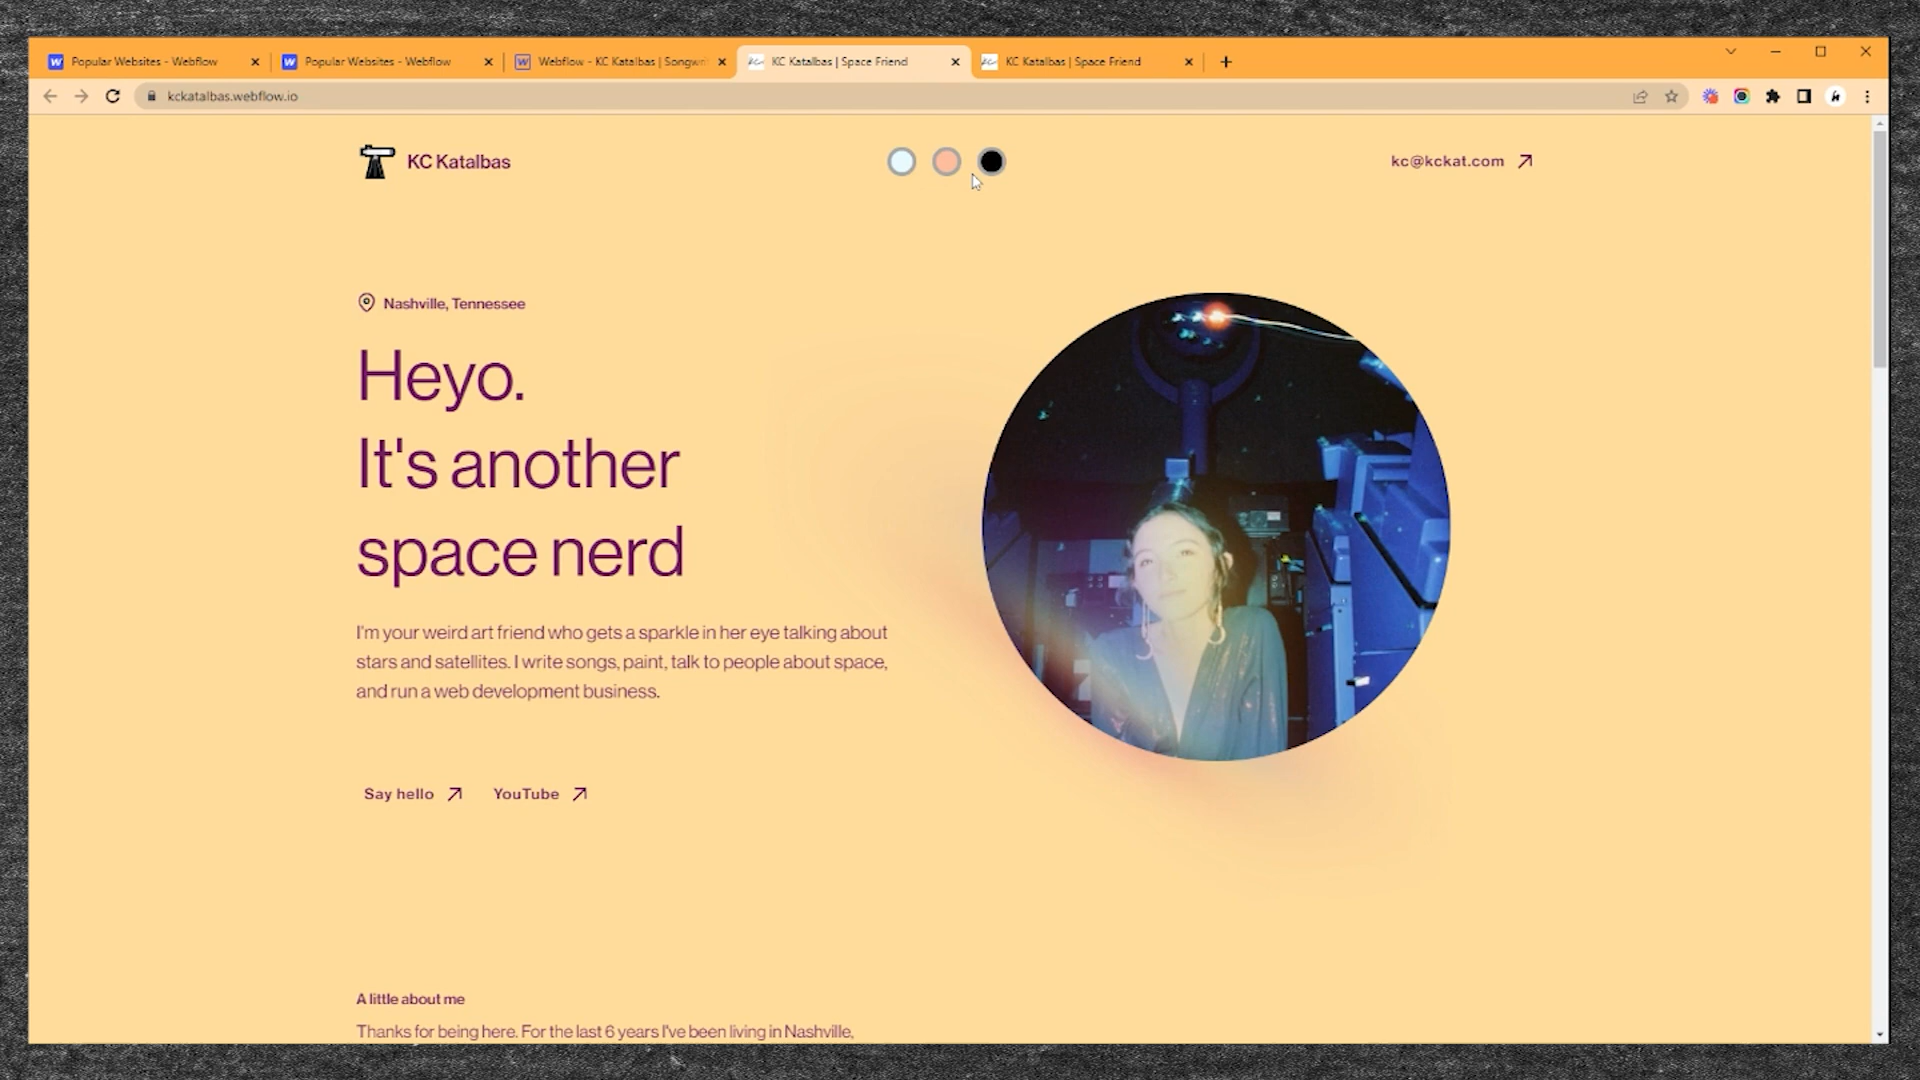 Popular Websites - Webflow
Popular Websites - Webflow
Webflow - KC Katalbas | Songwri
KC Katalbas | Space Friend
KC Katalbas | Space Friend
kckatalbas.webflow.io
KC Katalbas
kc@kckat.com
Nashville, Tennessee
Heyo.
It's another
space nerd
I'm your weird art friend who gets a sparkle in her eye talking about
stars and satellites. I write songs, paint, talk to people about space,
and run a web development business.
Say hello
YouTube
A little about me
Thanks for being here. For the last 6 years I've been living in Nashville,